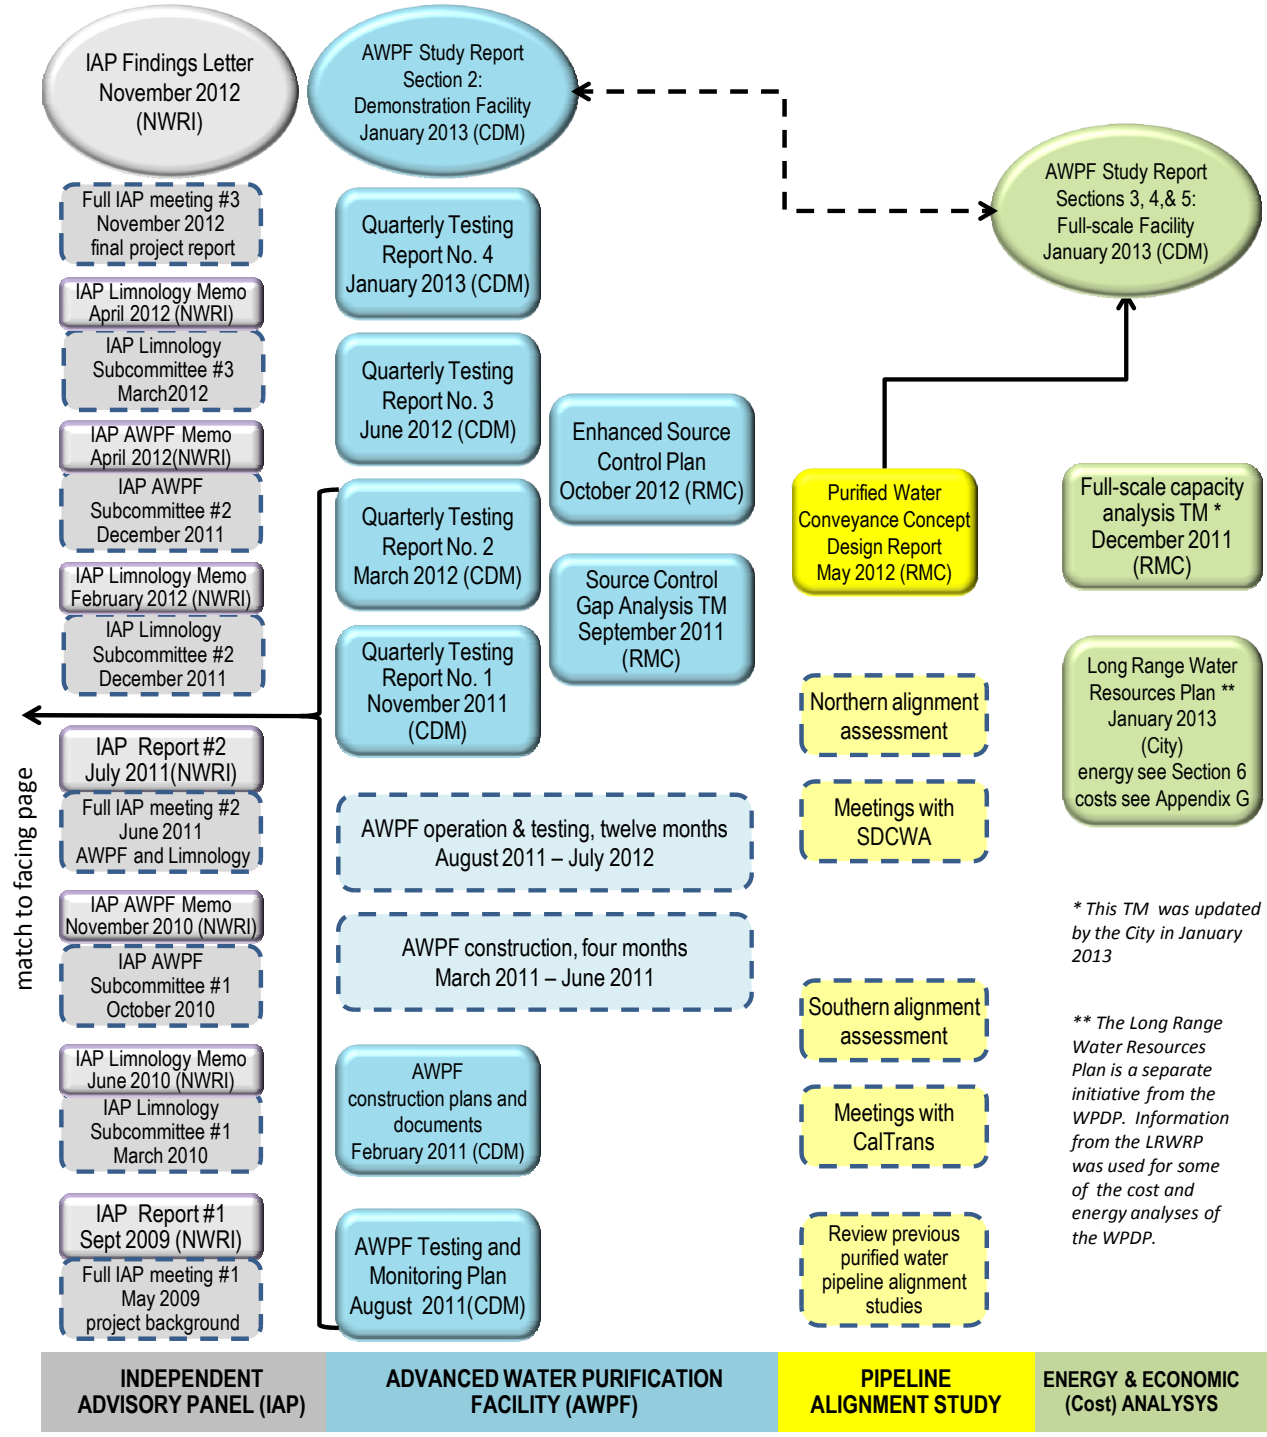 IAP Findings Letter
November 2012
(NWRI)
Full IAP meeting #3
November 2012
final project report
IAP Limnology Memo
April 2012 (NWRI)
IAP Limnology
Subcommittee #3
March2012
IAP AWPF Memo
April 2012(NWRI)
IAP AWPF
Subcommittee #2
December 2011
IAP Limnology Memo
February 2012 (NWRI)
IAP Limnology
Subcommittee #2
December 2011
IAP Report #2
July 2011(NWRI)
Full IAP meeting #2
June 2011
AWPF and Limnology
IAP AWPF Memo
November 2010 (NWRI)
IAP AWPF
Subcommittee #1
October 2010
IAP Limnology Memo
June 2010 (NWRI)
IAP Limnology
Subcommittee #1
March 2010
IAP Report #1
Sept 2009 (NWRI)
Full IAP meeting #1
May 2009
project background
match to facing page
INDEPENDENT
ADVISORY PANEL (IAP)
AWPF Study Report
Section 2:
Demonstration Facility
January 2013 (CDM)
Quarterly Testing
Report No. 4
January 2013 (CDM)
Quarterly Testing
Report No. 3
June 2012 (CDM)
Quarterly Testing
Report No. 2
March 2012 (CDM)
Quarterly Testing
Report No. 1
November 2011
(CDM)
Enhanced Source
Control Plan
October 2012 (RMC)
Source Control
Gap Analysis TM
September 2011
(RMC)
AWPF operation & testing, twelve months
August 2011 – July 2012
AWPF construction, four months
March 2011 – June 2011
AWPF
construction plans and
documents
February 2011 (CDM)
AWPF Testing and
Monitoring Plan
August 2011(CDM)
ADVANCED WATER PURIFICATION
FACILITY (AWPF)
Purified Water
Conveyance Concept
Design Report
May 2012 (RMC)
Northern alignment
assessment
Meetings with
SDCWA
Southern alignment
assessment
Meetings with
CalTrans
Review previous
purified water
pipeline alignment
studies
PIPELINE
ALIGNMENT STUDY
AWPF Study Report
Sections 3, 4,& 5:
Full-scale Facility
January 2013 (CDM)
Full-scale capacity
analysis TM *
December 2011
(RMC)
Long Range Water
Resources Plan **
January 2013
(City)
energy see Section 6
costs see Appendix G
* This TM was updated
by the City in January
2013
** The Long Range
Water Resources
Plan is a separate
initiative from the
WPDP. Information
from the LRWRP
was used for some
of the cost and
energy analyses of
the WPDP.
ENERGY & ECONOMIC
(Cost) ANALYSYS